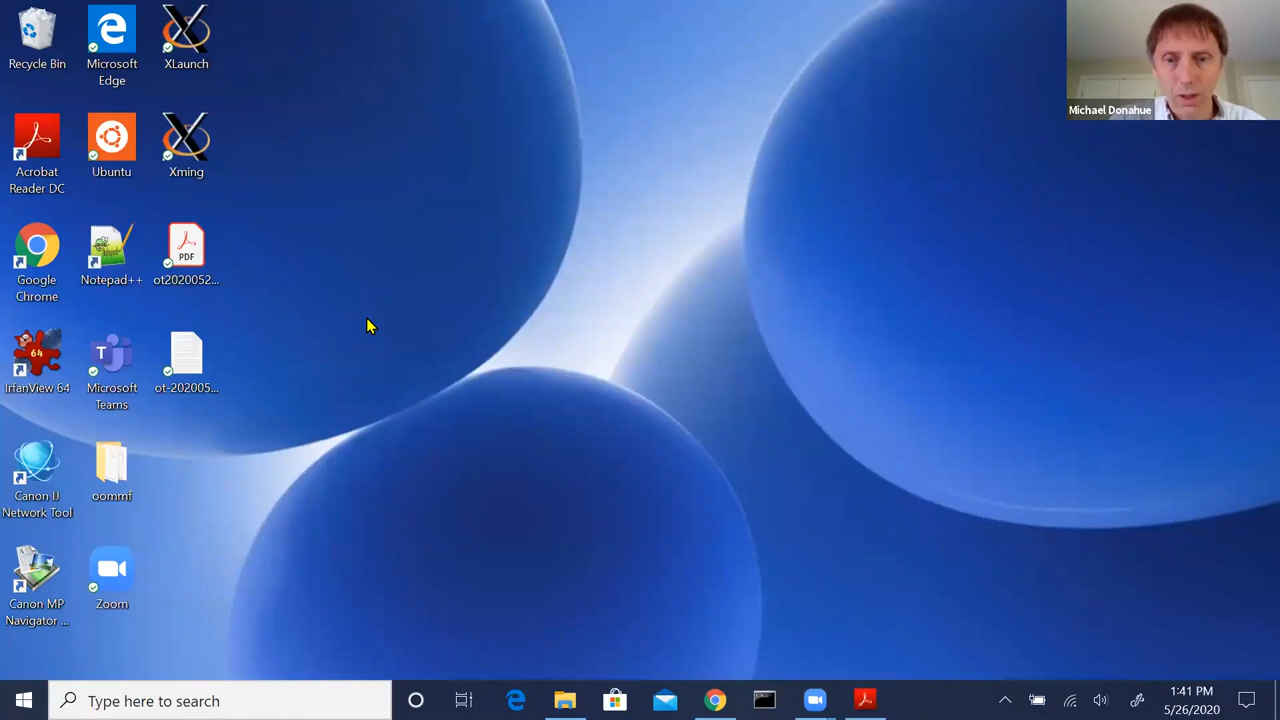 Recycle Bin
Microsoft
Edge
XLaunch
Michael Donahue
Acrobat
Reader DC
Ubuntu
Xming
PDF
Google
Chrome
Notepad++
ot2020052...
64
IrfanView 64
T
Microsoft
Teams
ot-202005...
Canon IJ
Network Tool
oommf
Canon MP
Navigator ...
Zoom
Type here to search
1:41 PM
5/26/2020